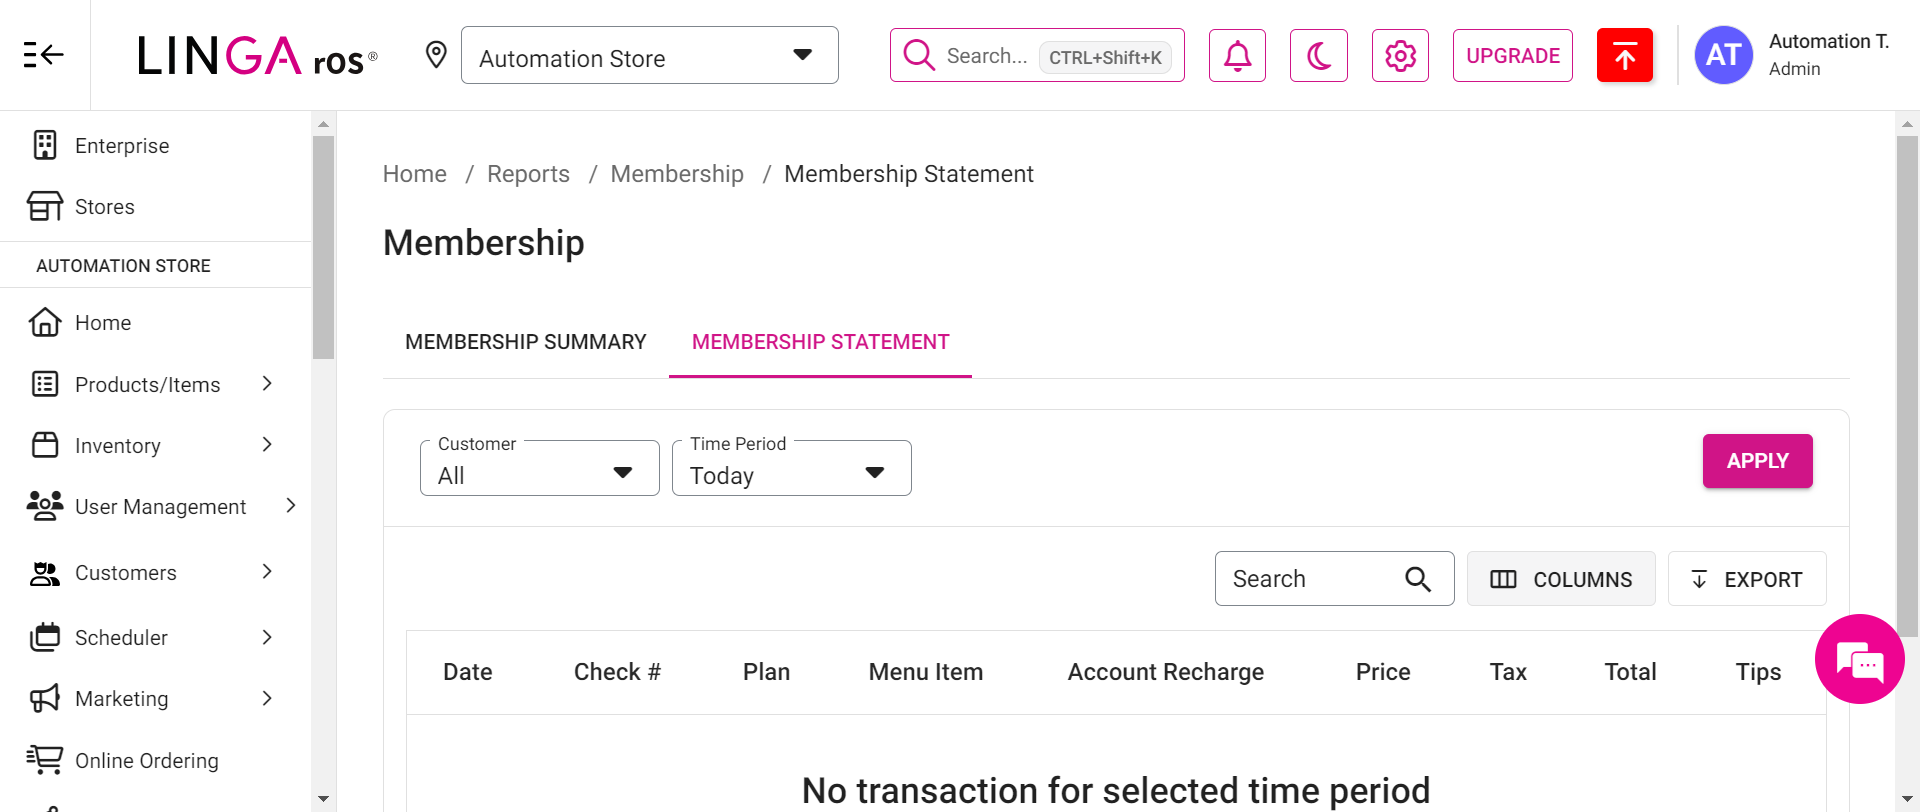 LINGA ros®
Automation Store
Search... CTRL+Shift+K
UPGRADE
AT
Automation T.
Admin
Enterprise
Stores
AUTOMATION STORE
Home
Products/Items
Inventory
User Management
Customers
Scheduler
Marketing
Online Ordering
Home / Reports / Membership / Membership Statement
Membership
MEMBERSHIP SUMMARY MEMBERSHIP STATEMENT
Customer
All
Time Period
Today
APPLY
Search
COLUMNS
EXPORT
Date Check # Plan Menu Item Account Recharge Price Tax Total Tips
No transaction for selected time period